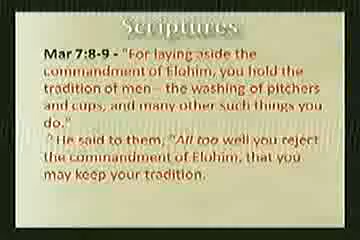 Scriptures
Mar 7:8-9 - "For laying aside the
commandment of Elohim, you hold the
tradition of men – the washing of pitchers
and cups, and many other such things you
do."
9 He said to them, "All too well you reject
the commandment of Elohim, that you
may keep your tradition.